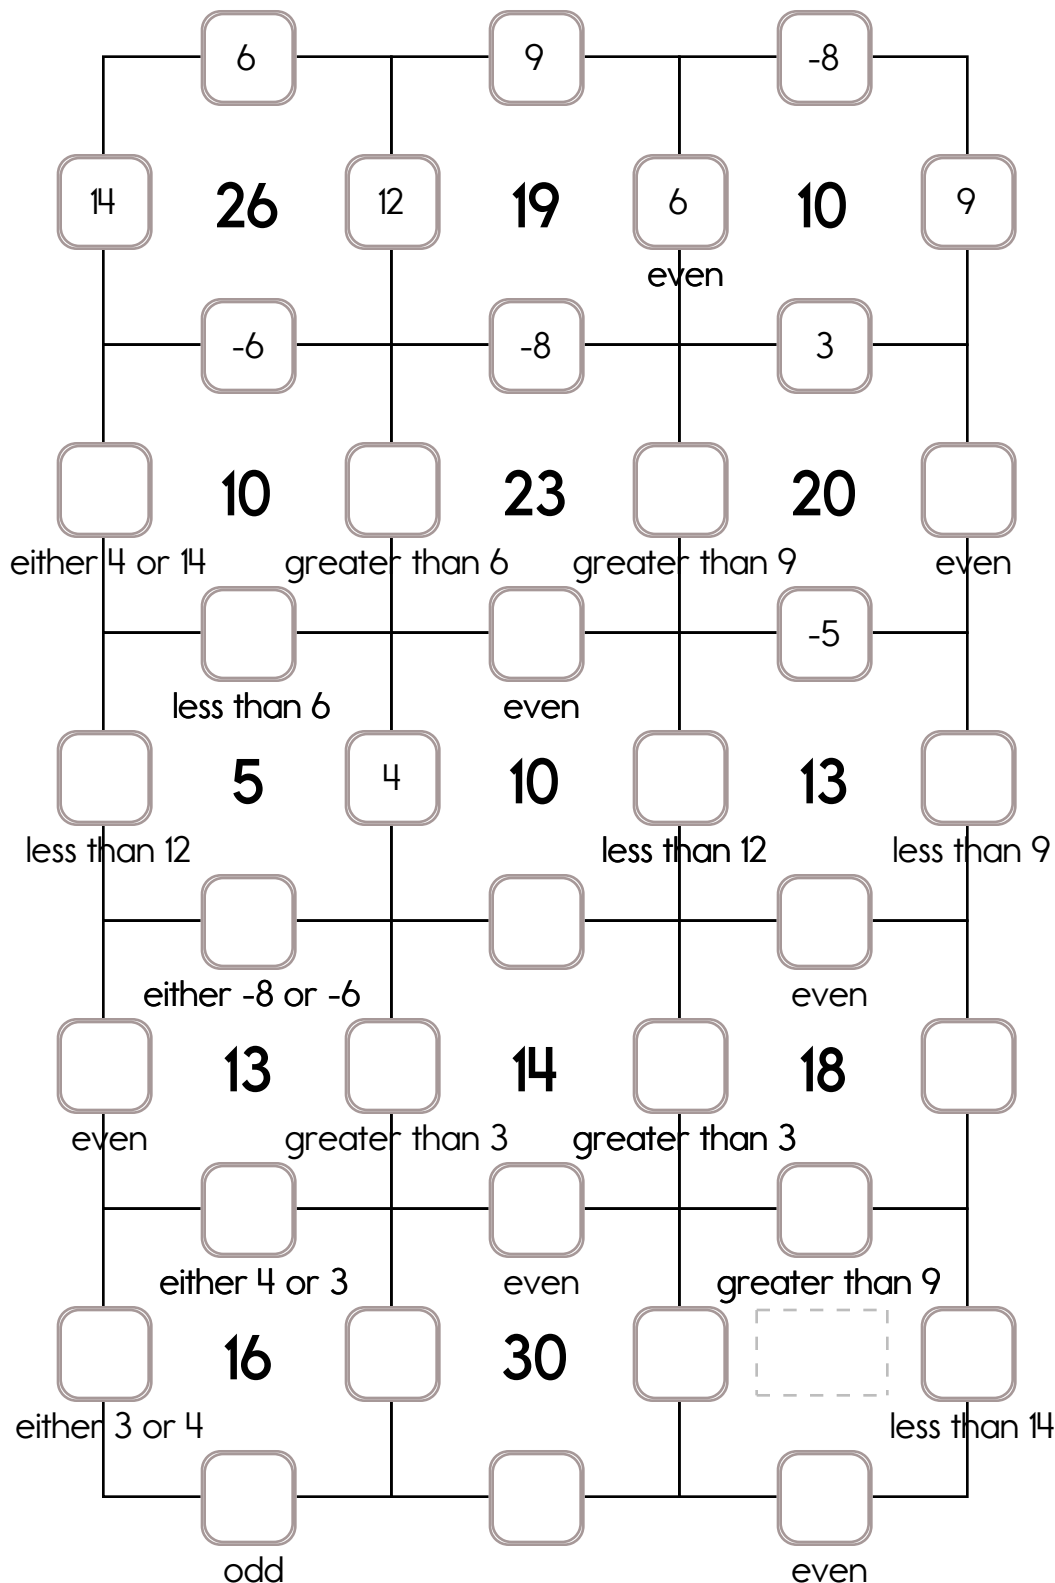 6 9 -8
14 26 12 19 6 10 9
even
-6 -8 3
10 23 20
either 4 or 14 greater than 6 greater than 9 even
-5
less than 6 even
5 4 10 13
less than 12 less than 12 less than 9
either -8 or -6 even
13 14 18
even greater than 3 greater than 3
either 4 or 3 even greater than 9
16 30
either 3 or 4 less than 14
odd even